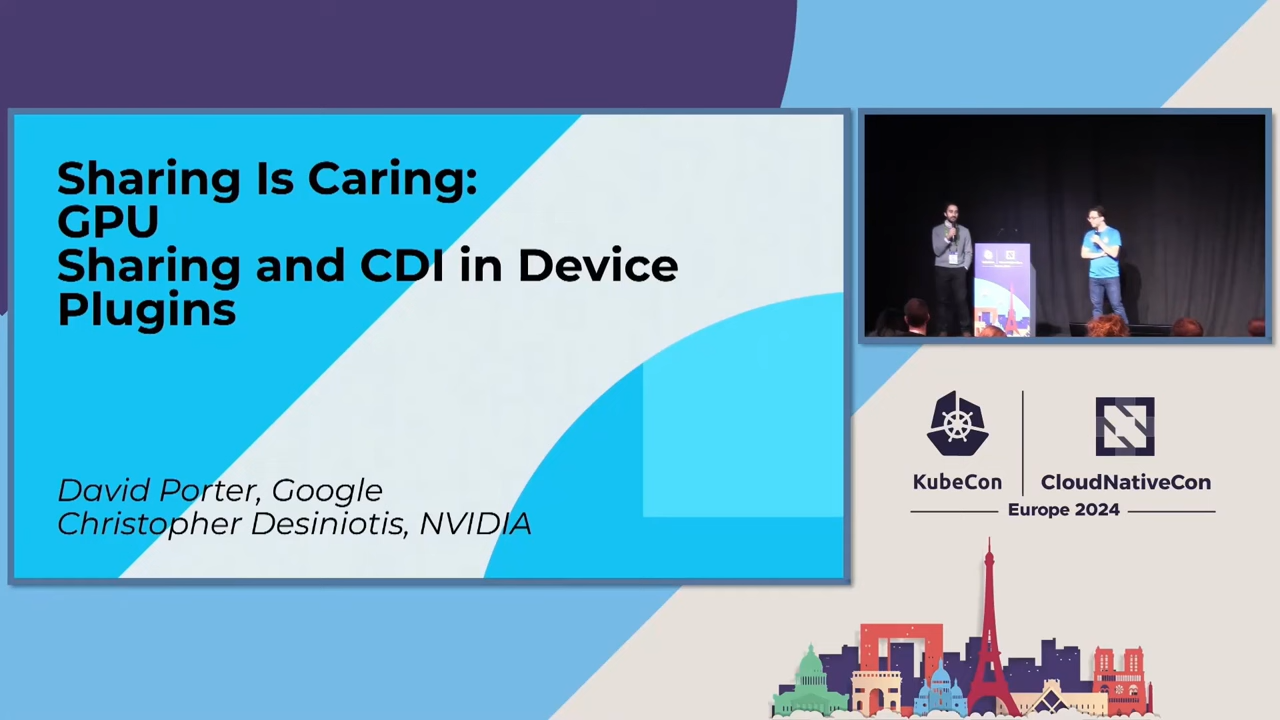 Sharing Is Caring:
GPU
Sharing and CDI in Device
Plugins
David Porter, Google
Christopher Desiniotis, NVIDIA
KubeCon
CloudNativeCon
Europe 2024